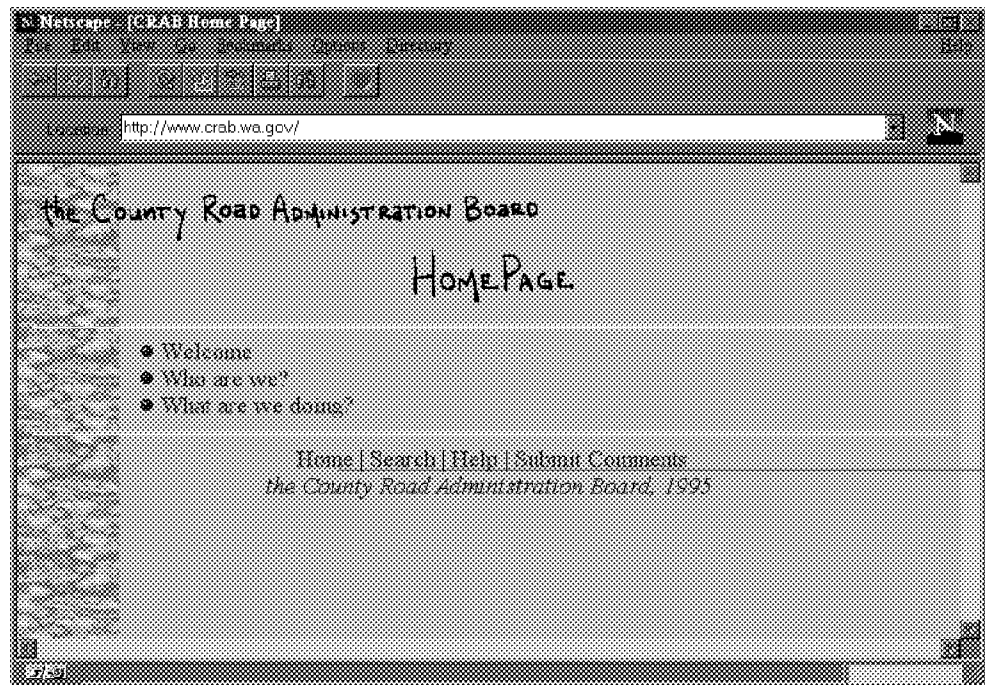 Netscape - [CRAB Home Page]
File Edit View Go Bookmarks Options Directory Help
Location: http://www.crab.wa.gov/
N
the County Road Administration Board
HomePage
Welcome
Who are we?
What are we doing?
Home | Search | Help | Submit Comments
the County Road Administration Board, 1995